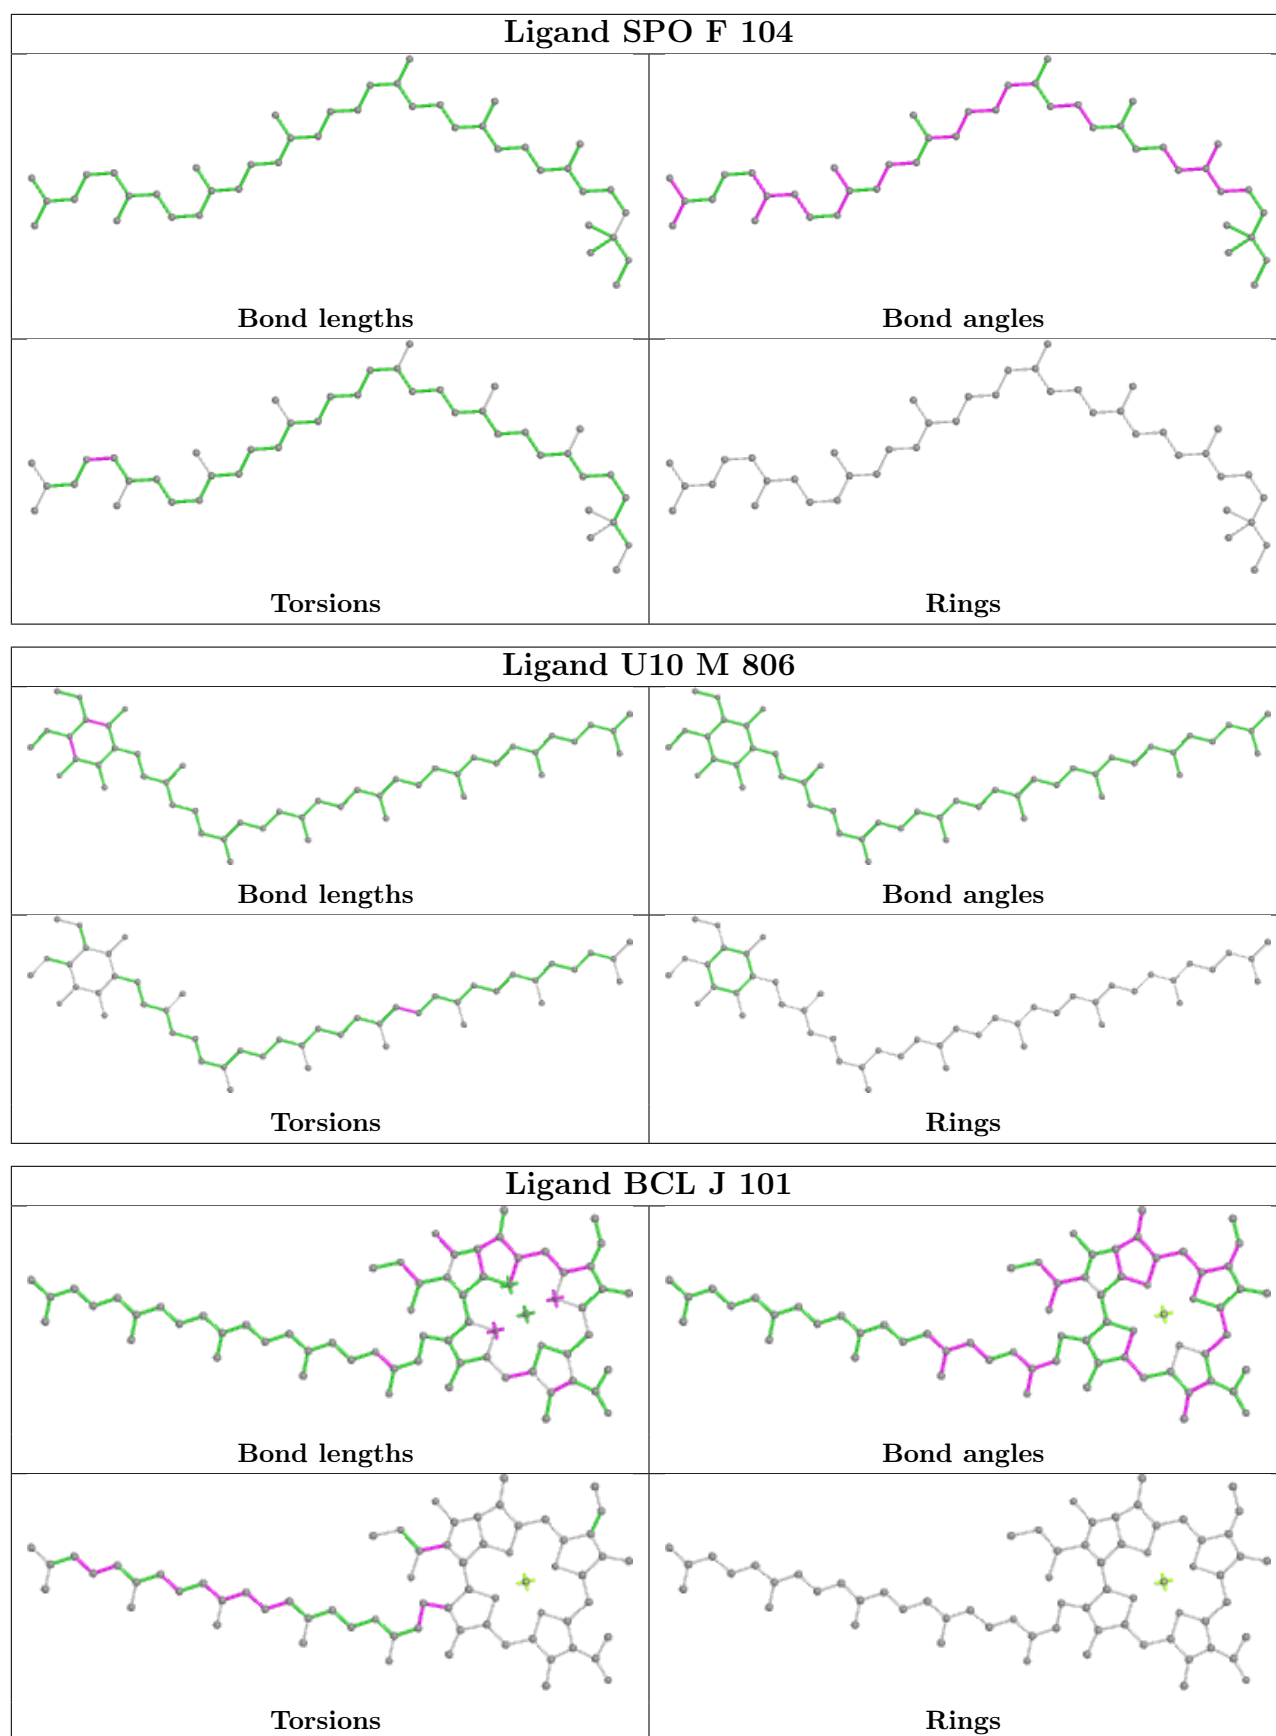 Ligand SPO F 104
Bond lengths
Bond angles
Torsions
Rings
Ligand U10 M 806
Bond lengths
Bond angles
Torsions
Rings
Ligand BCL J 101
Bond lengths
Bond angles
Torsions
Rings